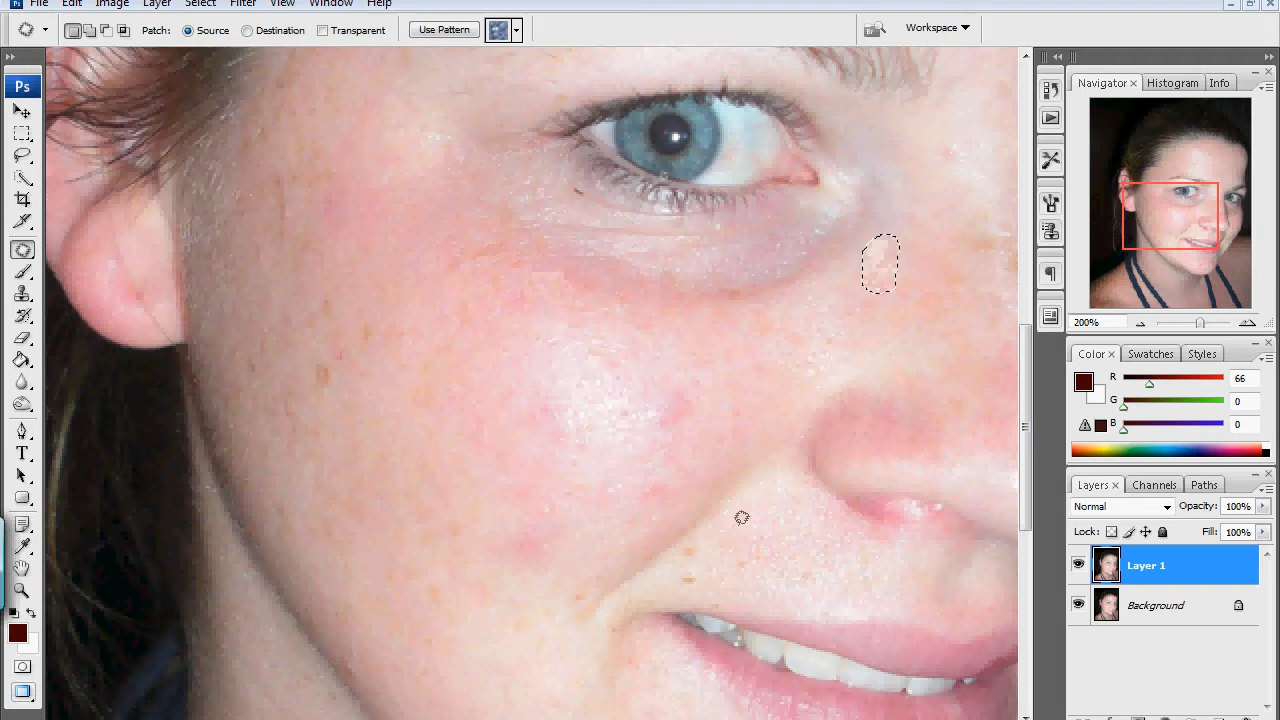 File Edit Image Layer Select Filter View Window Help
Patch: Source Destination Transparent Use Pattern Workspace
Ps
Navigator × Histogram Info
200%
Color × Swatches Styles
R 66
G 0
B 0
Layers × Channels Paths
Normal Opacity: 100%
Lock: Fill: 100%
Layer 1
Background
T